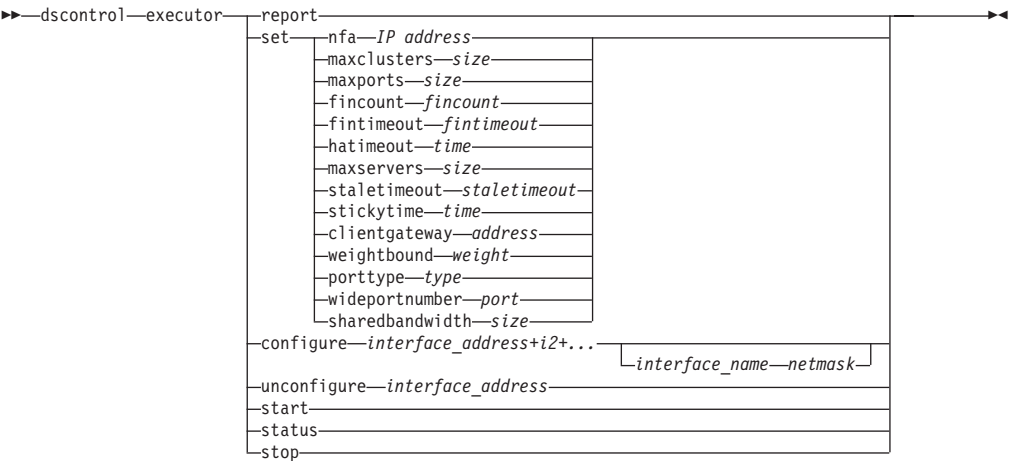 dscontrol executor report
set nfa IP address
maxclusters size
maxports size
fincount fincount
fintimeout fintimeout
hatimeout time
maxservers size
staletimeout staletimeout
stickytime time
clientgateway address
weightbound weight
porttype type
wideportnumber port
sharedbandwidth size
configure interface_address+i2+...
interface_name netmask
unconfigure interface_address
start
status
stop